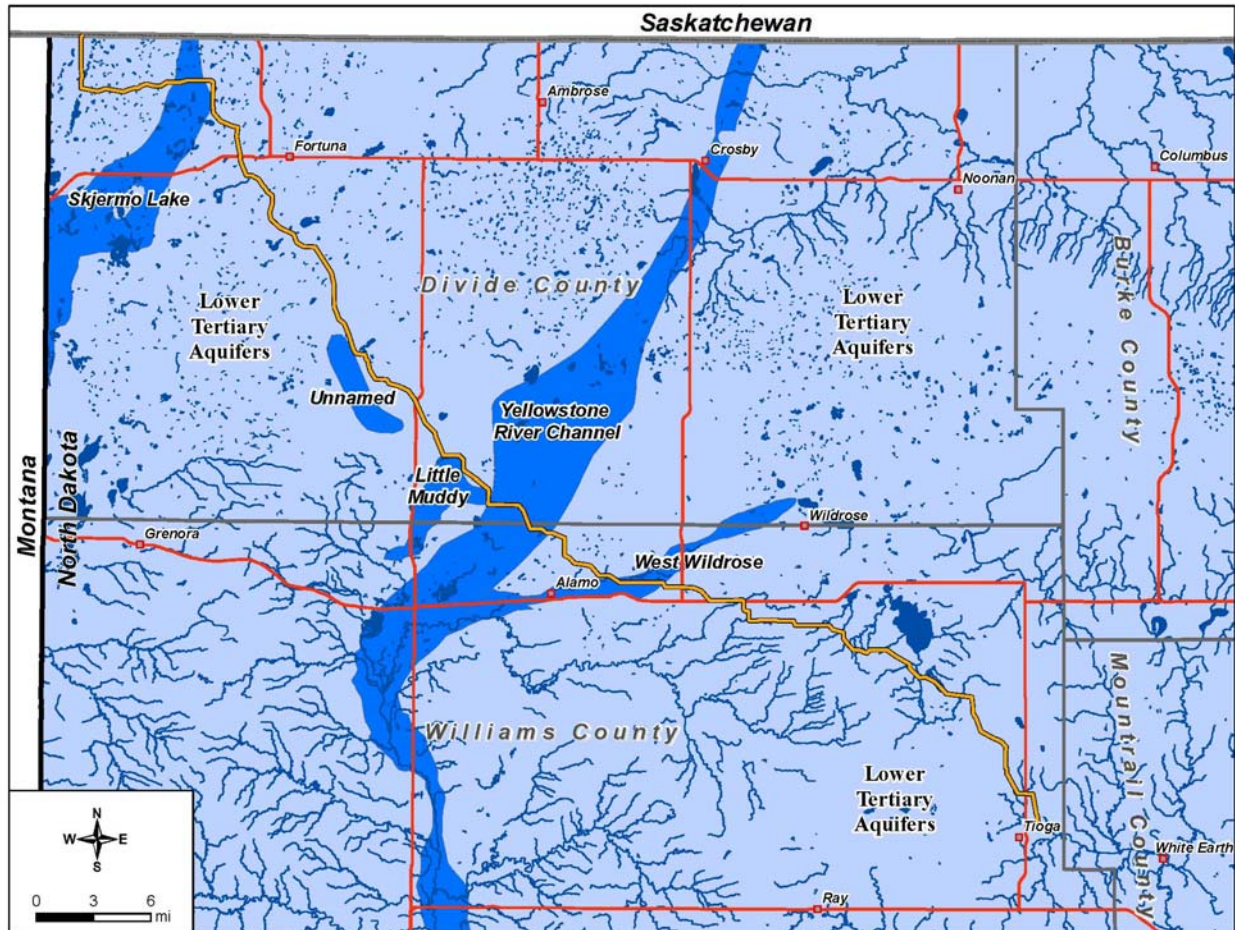 Saskatchewan
Ambrose
Fortuna
Crosby
Columbus
Noonan
Skjermo Lake
Divide County
Burke County
Lower
Tertiary
Aquifers
Lower
Tertiary
Aquifers
Unnamed
Yellowstone
River Channel
Little
Muddy
Montana
North Dakota
Grenora
Wildrose
West Wildrose
Alamo
Williams County
Mountrail County
Lower
Tertiary
Aquifers
Tioga
White Earth
Ray
N
W
E
S
0 3 6
mi